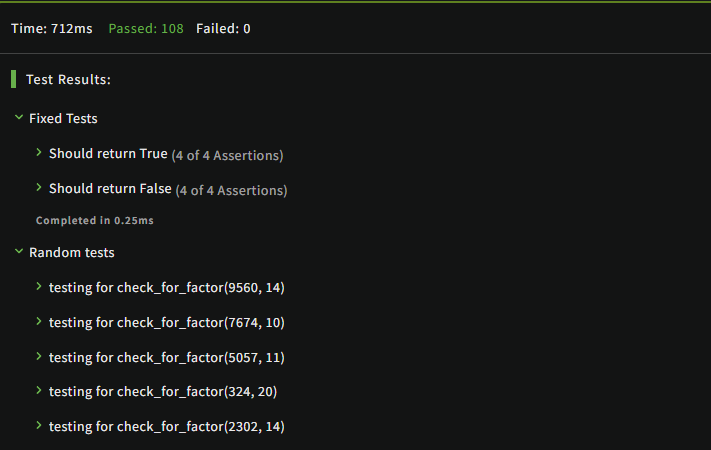 Time: 712ms Passed: 108 Failed: 0
Test Results:
Fixed Tests
Should return True (4 of 4 Assertions)
Should return False (4 of 4 Assertions)
Completed in 0.25ms
Random tests
testing for check_for_factor(9560, 14)
testing for check_for_factor(7674, 10)
testing for check_for_factor(5057, 11)
testing for check_for_factor(324, 20)
testing for check_for_factor(2302, 14)